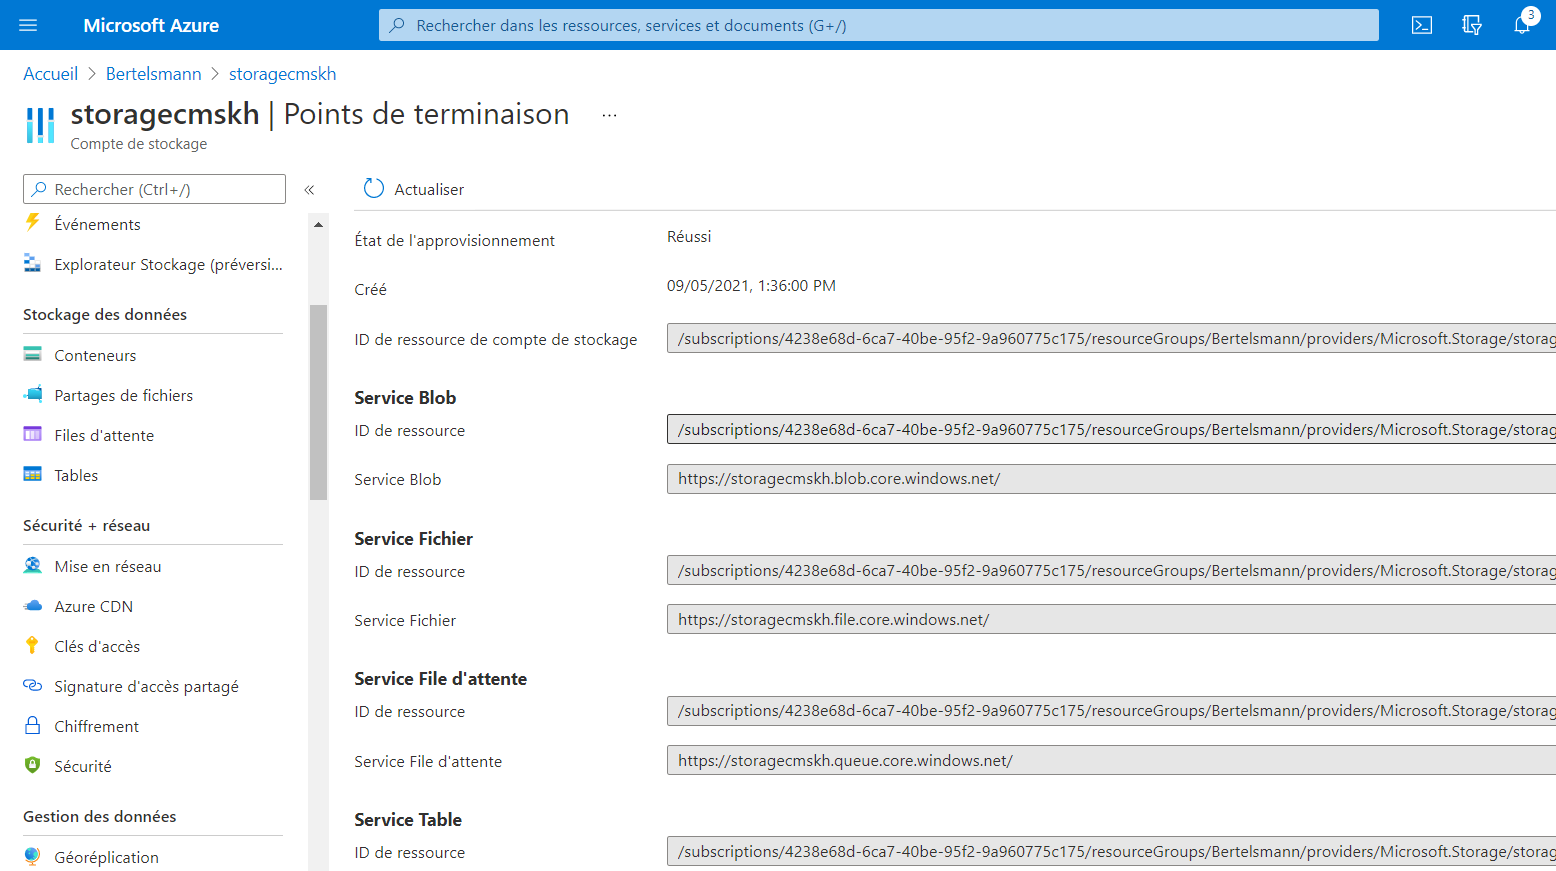 Microsoft Azure
Rechercher dans les ressources, services et documents (G+/)
3
Accueil > Bertelsmann > storagecmskh
storagecmskh | Points de terminaison ...
Compte de stockage
Rechercher (Ctrl+/)
«
Actualiser
Événements
Explorateur Stockage (préversi...
Stockage des données
Conteneurs
Partages de fichiers
Files d'attente
Tables
Sécurité + réseau
Mise en réseau
Azure CDN
Clés d'accès
Signature d'accès partagé
Chiffrement
Sécurité
Gestion des données
Géoréplication
État de l'approvisionnement
Réussi
Créé
09/05/2021, 1:36:00 PM
ID de ressource de compte de stockage
/subscriptions/4238e68d-6ca7-40be-95f2-9a960775c175/resourceGroups/Bertelsmann/providers/Microsoft.Storage/storag
Service Blob
ID de ressource
/subscriptions/4238e68d-6ca7-40be-95f2-9a960775c175/resourceGroups/Bertelsmann/providers/Microsoft.Storage/storag
Service Blob
https://storagecmskh.blob.core.windows.net/
Service Fichier
ID de ressource
/subscriptions/4238e68d-6ca7-40be-95f2-9a960775c175/resourceGroups/Bertelsmann/providers/Microsoft.Storage/storag
Service Fichier
https://storagecmskh.file.core.windows.net/
Service File d'attente
ID de ressource
/subscriptions/4238e68d-6ca7-40be-95f2-9a960775c175/resourceGroups/Bertelsmann/providers/Microsoft.Storage/storag
Service File d'attente
https://storagecmskh.queue.core.windows.net/
Service Table
ID de ressource
/subscriptions/4238e68d-6ca7-40be-95f2-9a960775c175/resourceGroups/Bertelsmann/providers/Microsoft.Storage/storag